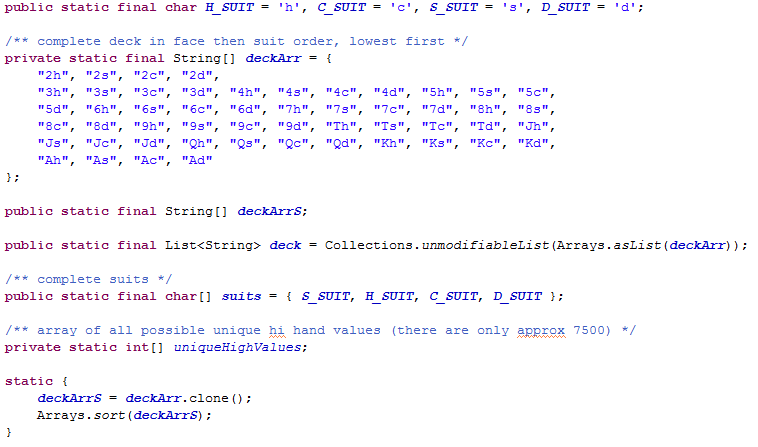 public static final char H_SUIT = 'h', C_SUIT = 'c', S_SUIT = 's', D_SUIT = 'd';
/** complete deck in face then suit order, lowest first */
private static final String[] deckArr = {
"2h", "2s", "2c", "2d",
"3h", "3s", "3c", "3d", "4h", "4s", "4c", "4d", "5h", "5s", "5c",
"5d", "6h", "6s", "6c", "6d", "7h", "7s", "7c", "7d", "8h", "8s",
"8c", "8d", "9h", "9s", "9c", "9d", "Th", "Ts", "Tc", "Td", "Jh",
"Js", "Jc", "Jd", "Qh", "Qs", "Qc", "Qd", "Kh", "Ks", "Kc", "Kd",
"Ah", "As", "Ac", "Ad"
};
public static final String[] deckArrS;
public static final List<String> deck = Collections.unmodifiableList(Arrays.asList(deckArr));
/** complete suits */
public static final char[] suits = { S_SUIT, H_SUIT, C_SUIT, D_SUIT };
/** array of all possible unique hi hand values (there are only approx 7500) */
private static int[] uniqueHighValues;
static {
deckArrS = deckArr.clone();
Arrays.sort(deckArrS);
}